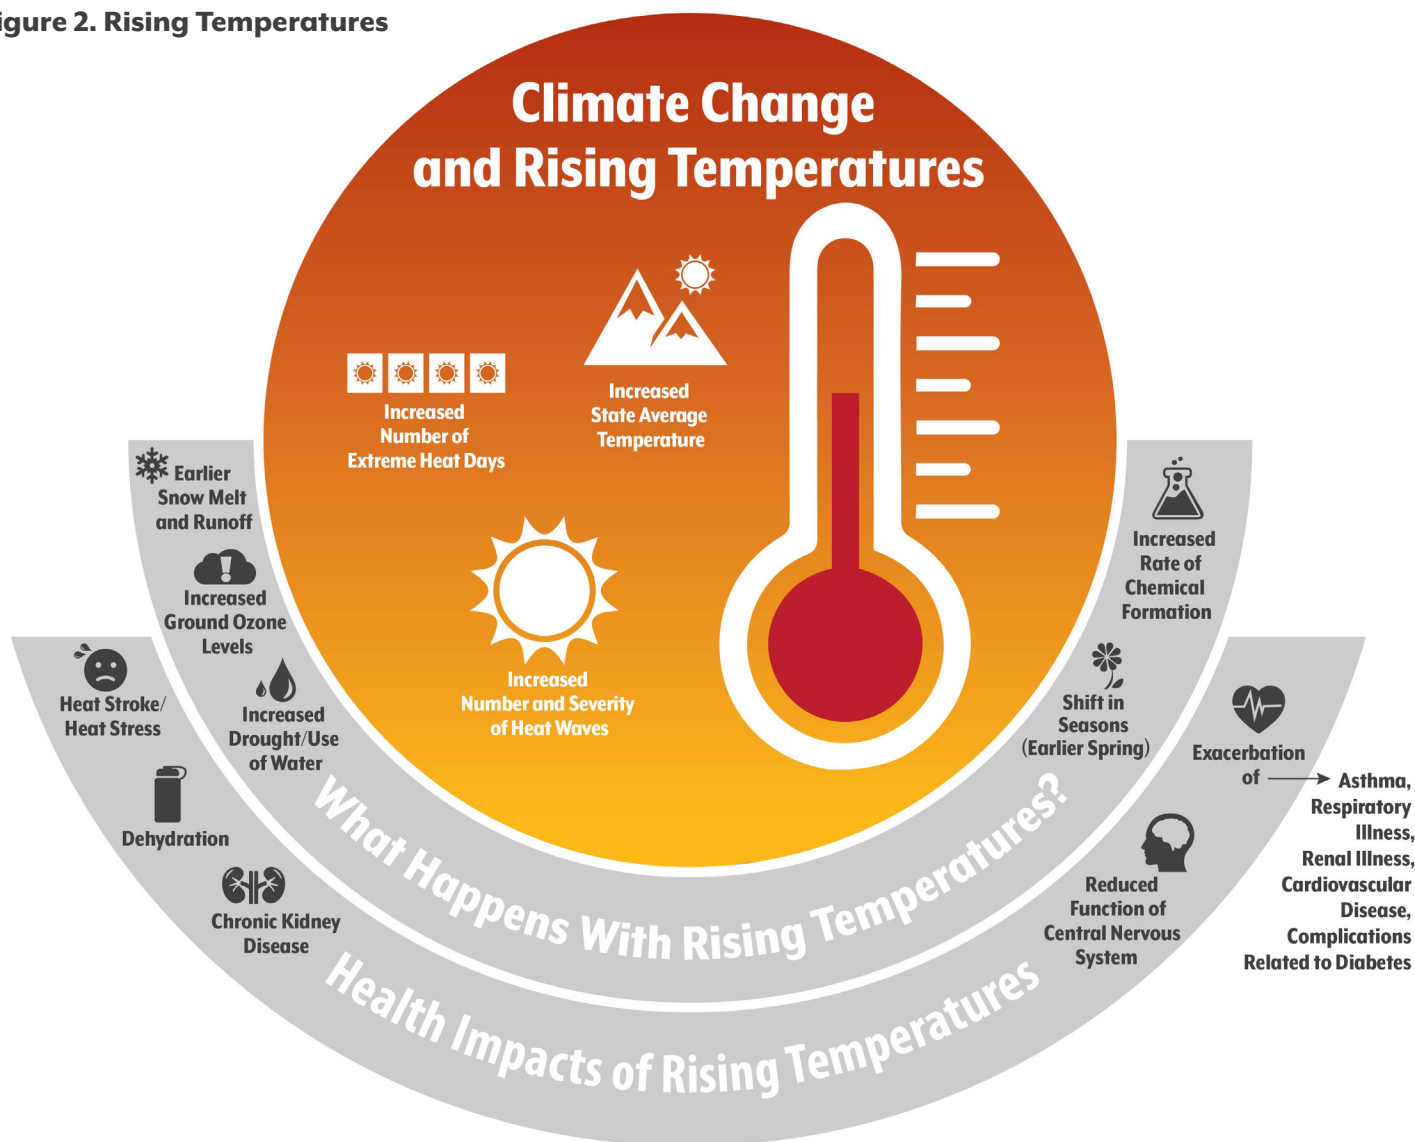 igure 2. Rising Temperatures
Climate Change
and Rising Temperatures
Increased
State Average
Temperature
Increased
Number of
Extreme Heat Days
Increased
Number and Severity
of Heat Waves
Earlier
Snow Melt
and Runoff
Increased
Ground Ozone
Levels
Increased
Drought/Use
of Water
What Happens With Rising Temperatures?
Increased
Rate of
Chemical
Formation
Shift in
Seasons
(Earlier Spring)
Heat Stroke/
Heat Stress
Dehydration
Chronic Kidney
Disease
Health Impacts of Rising Temperatures
Reduced
Function of
Central Nervous
System
Exacerbation
of
Asthma,
Respiratory
Illness,
Renal Illness,
Cardiovascular
Disease,
Complications
Related to Diabetes